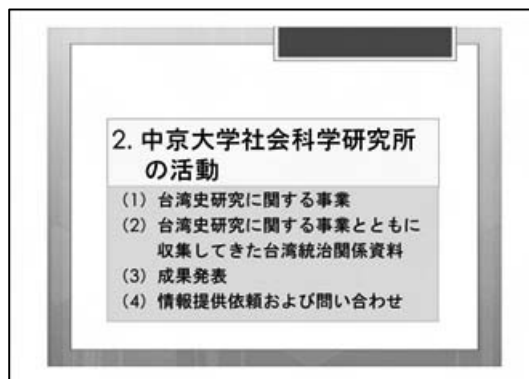 2. 中京大学社会科学研究所
の活動
(1) 台湾史研究に関する事業
(2) 台湾史研究に関する事業とともに
収集してきた台湾統治関係資料
(3) 成果発表
(4) 情報提供依頼および問い合わせ